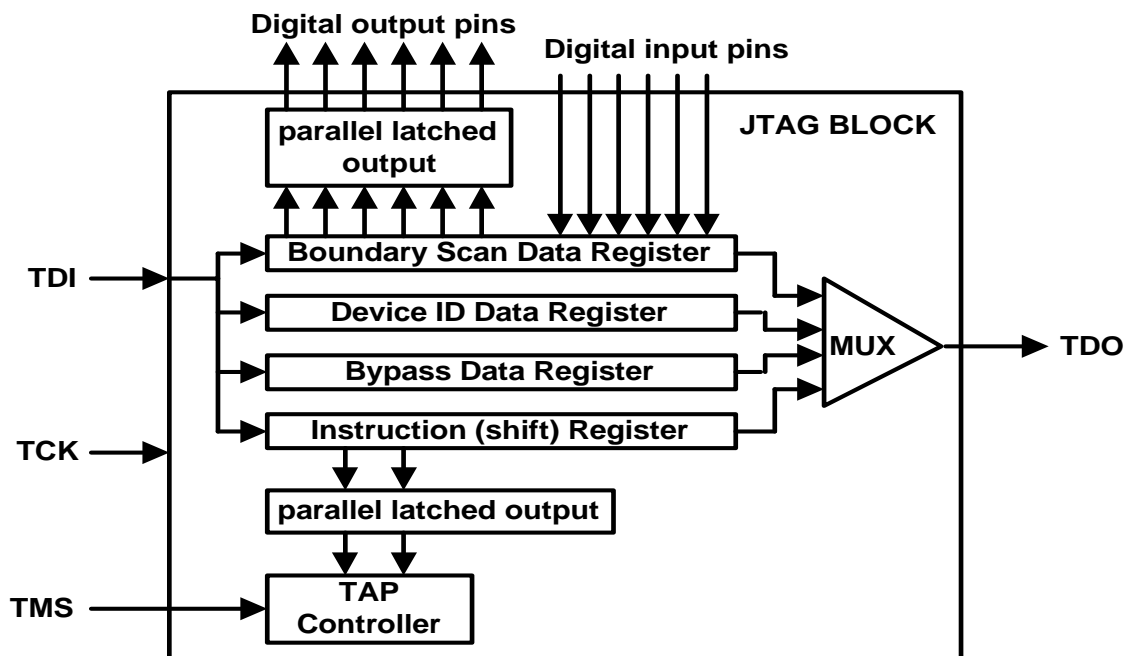 Digital output pins
Digital input pins
JTAG BLOCK
parallel latched
output
Boundary Scan Data Register
TDI
Device ID Data Register
MUX
TDO
Bypass Data Register
Instruction (shift) Register
TCK
parallel latched output
TAP
Controller
TMS